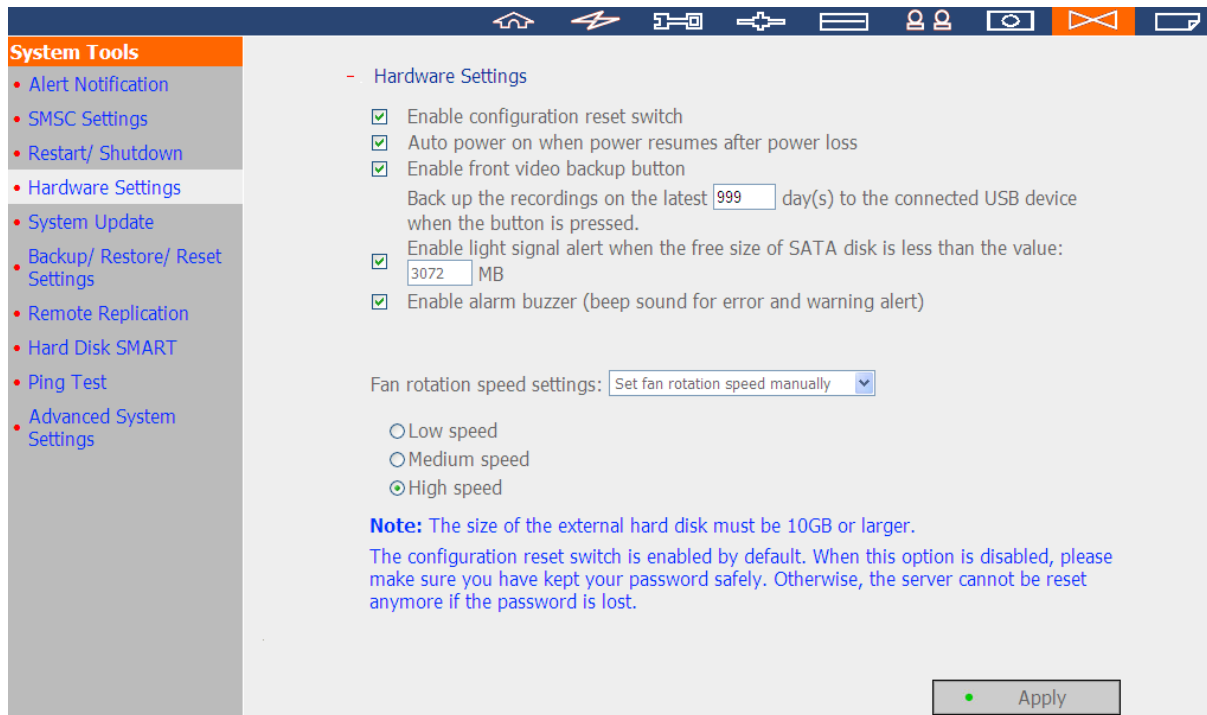 System Tools
Alert Notification
SMSC Settings
Restart/ Shutdown
Hardware Settings
System Update
Backup/ Restore/ Reset
Settings
Remote Replication
Hard Disk SMART
Ping Test
Advanced System
Settings
- Hardware Settings
Enable configuration reset switch
Auto power on when power resumes after power loss
Enable front video backup button
Back up the recordings on the latest 999 day(s) to the connected USB device
when the button is pressed.
Enable light signal alert when the free size of SATA disk is less than the value:
3072 MB
Enable alarm buzzer (beep sound for error and warning alert)
Fan rotation speed settings: Set fan rotation speed manually
Low speed
Medium speed
High speed
Note: The size of the external hard disk must be 10GB or larger.
The configuration reset switch is enabled by default. When this option is disabled, please
make sure you have kept your password safely. Otherwise, the server cannot be reset
anymore if the password is lost.
Apply